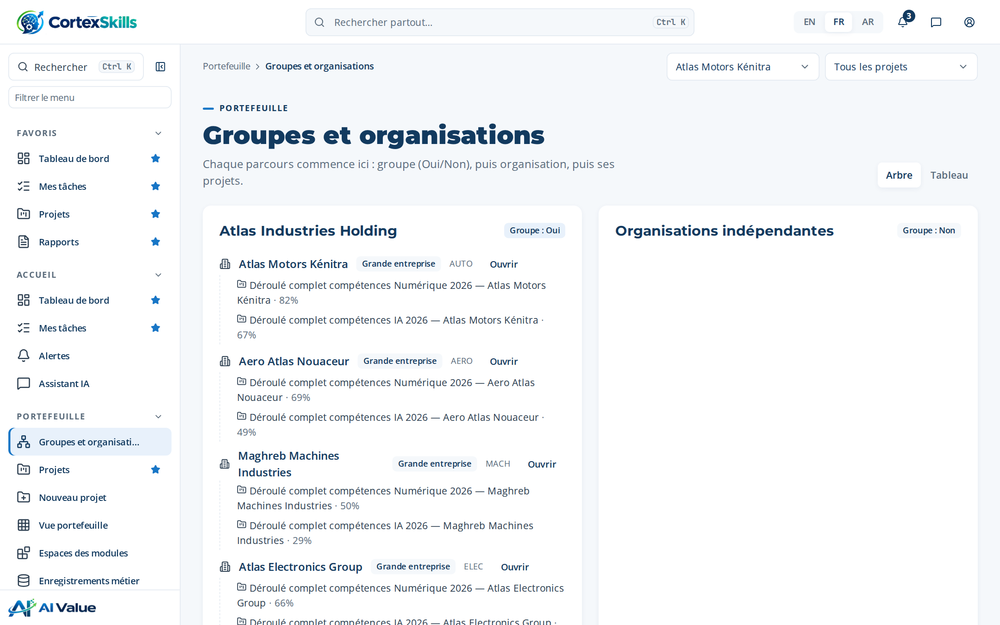 CortexSkills
Rechercher partout...
Ctrl K
EN
FR
AR
3
Rechercher
Ctrl K
Filtrer le menu
FAVORIS
Tableau de bord
Mes tâches
Projets
Rapports
ACCUEIL
Tableau de bord
Mes tâches
Alertes
Assistant IA
PORTEFEUILLE
Groupes et organisati...
Projets
Nouveau projet
Vue portefeuille
Espaces des modules
Enregistrements métier
AI AI Value
Portefeuille > Groupes et organisations
Atlas Motors Kénitra
Tous les projets
PORTEFEUILLE
Groupes et organisations
Chaque parcours commence ici : groupe (Oui/Non), puis organisation, puis ses
projets.
Arbre
Tableau
Atlas Industries Holding
Groupe : Oui
Atlas Motors Kénitra Grande entreprise AUTO Ouvrir
Déroulé complet compétences Numérique 2026 — Atlas Motors
Kénitra · 82%
Déroulé complet compétences IA 2026 — Atlas Motors Kénitra ·
67%
Aero Atlas Nouaceur Grande entreprise AERO Ouvrir
Déroulé complet compétences Numérique 2026 — Aero Atlas
Nouaceur · 69%
Déroulé complet compétences IA 2026 — Aero Atlas Nouaceur ·
49%
Maghreb Machines
Industries
Grande entreprise MACH Ouvrir
Déroulé complet compétences Numérique 2026 — Maghreb
Machines Industries · 50%
Déroulé complet compétences IA 2026 — Maghreb Machines
Industries · 29%
Atlas Electronics Group Grande entreprise ELEC Ouvrir
Déroulé complet compétences Numérique 2026 — Atlas Electronics
Group · 66%
Déroulé complet compétences IA 2026 — Atlas Electronics Group ·
Organisations indépendantes
Groupe : Non